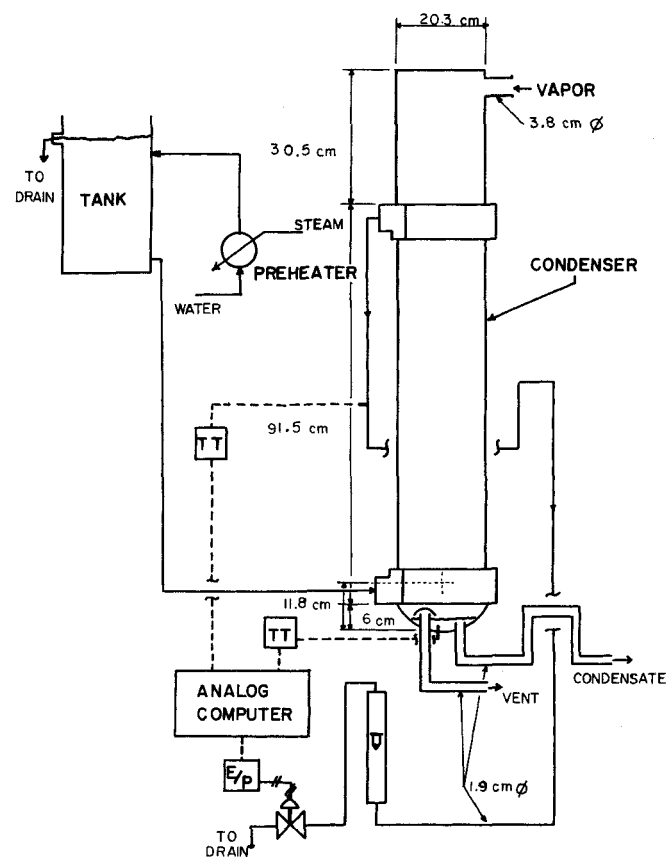 20.3 cm
VAPOR
3.8 cm Ø
30.5 cm
TO
DRAIN
TANK
STEAM
PREHEATER
WATER
CONDENSER
TT
91.5 cm
11.8 cm
6 cm
TT
ANALOG
COMPUTER
CONDENSATE
VENT
E/P
1.9 cm Ø
TO
DRAIN